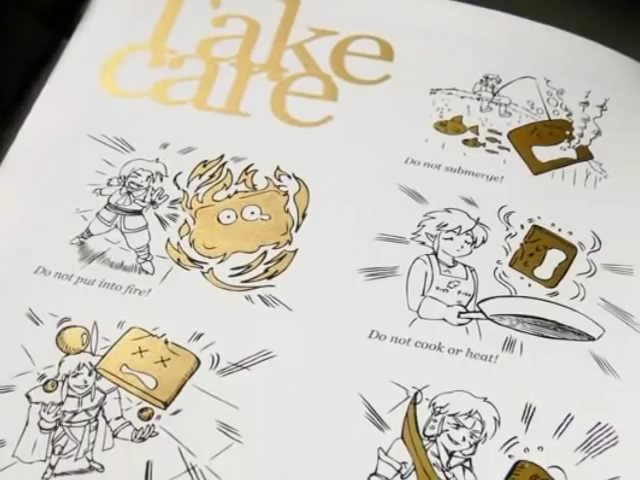 Take
care
Do not submerge!
Do not put into fire!
Do not cook or heat!